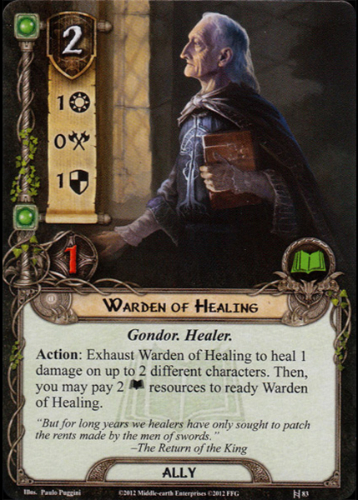 2
1
0
1
1
WARDEN OF HEALING
Gondor. Healer.
Action: Exhaust Warden of Healing to heal 1
damage on up to 2 different characters. Then,
you may pay 2 resources to ready Warden
of Healing.
"But for long years we healers have only sought to patch
the rents made by the men of swords."
–The Return of the King
ALLY
Illus. Paolo Puggini ©2012 Middle-earth Enterprises ©2012 FFG 83